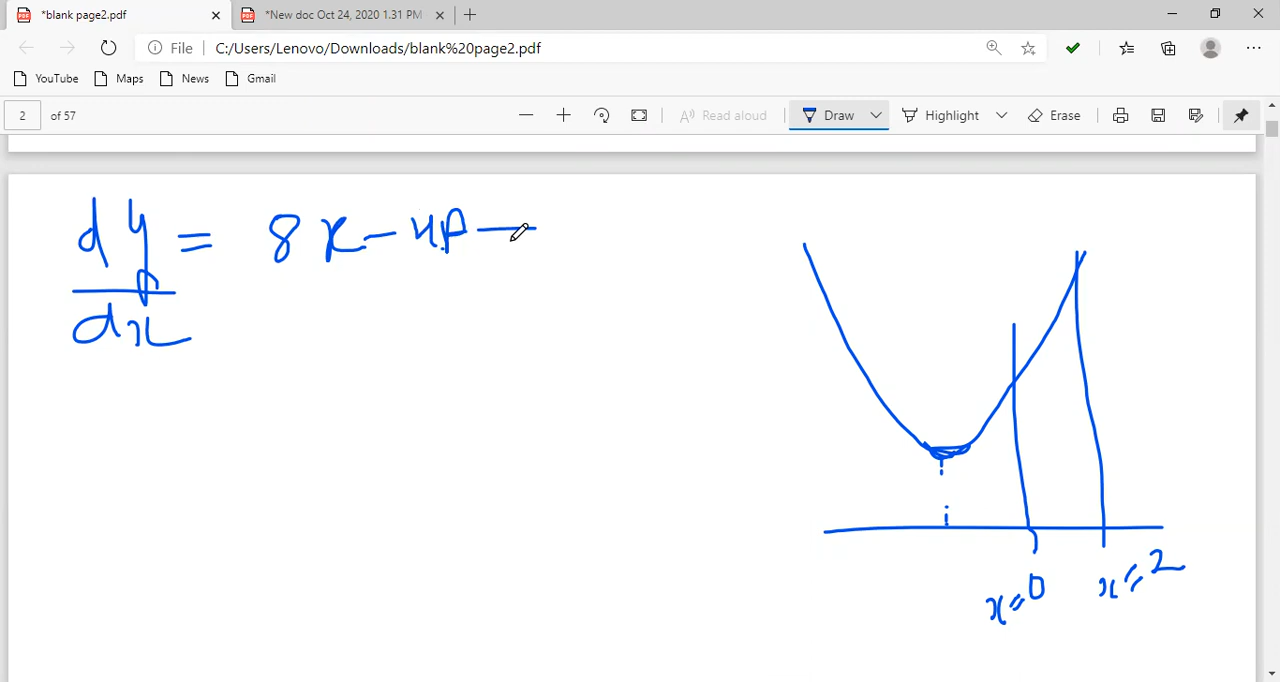 *blank page2.pdf
*New doc Oct 24, 2020 1.31 PM
File C:/Users/Lenovo/Downloads/blank%20page2.pdf
YouTube Maps News Gmail
2 of 57 Read aloud Draw Highlight Erase
dy/dx = 8x - 4p -
x=0 x=2